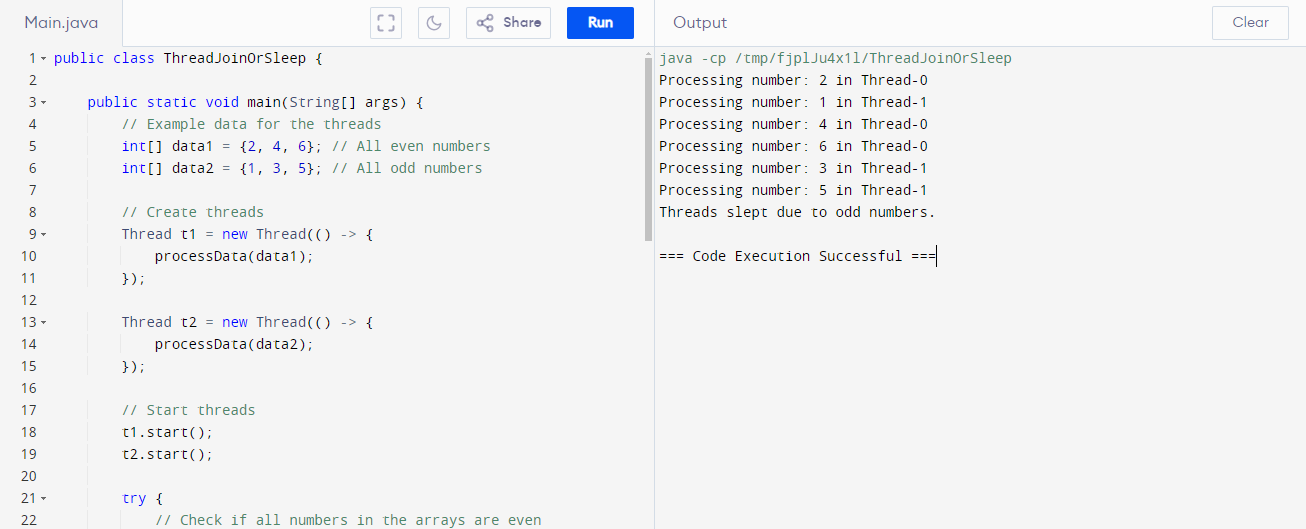 Main.java
Share
Run
Output
Clear
1 public class ThreadJoinOrSleep {
2
3     public static void main(String[] args) {
4         // Example data for the threads
5         int[] data1 = {2, 4, 6}; // All even numbers
6         int[] data2 = {1, 3, 5}; // All odd numbers
7
8         // Create threads
9         Thread t1 = new Thread(() -> {
10             processData(data1);
11         });
12
13         Thread t2 = new Thread(() -> {
14             processData(data2);
15         });
16
17         // Start threads
18         t1.start();
19         t2.start();
20
21         try {
22             // Check if all numbers in the arrays are even
java -cp /tmp/fjplJu4x1l/ThreadJoinOrSleep
Processing number: 2 in Thread-0
Processing number: 1 in Thread-1
Processing number: 4 in Thread-0
Processing number: 6 in Thread-0
Processing number: 3 in Thread-1
Processing number: 5 in Thread-1
Threads slept due to odd numbers.
=== Code Execution Successful ===